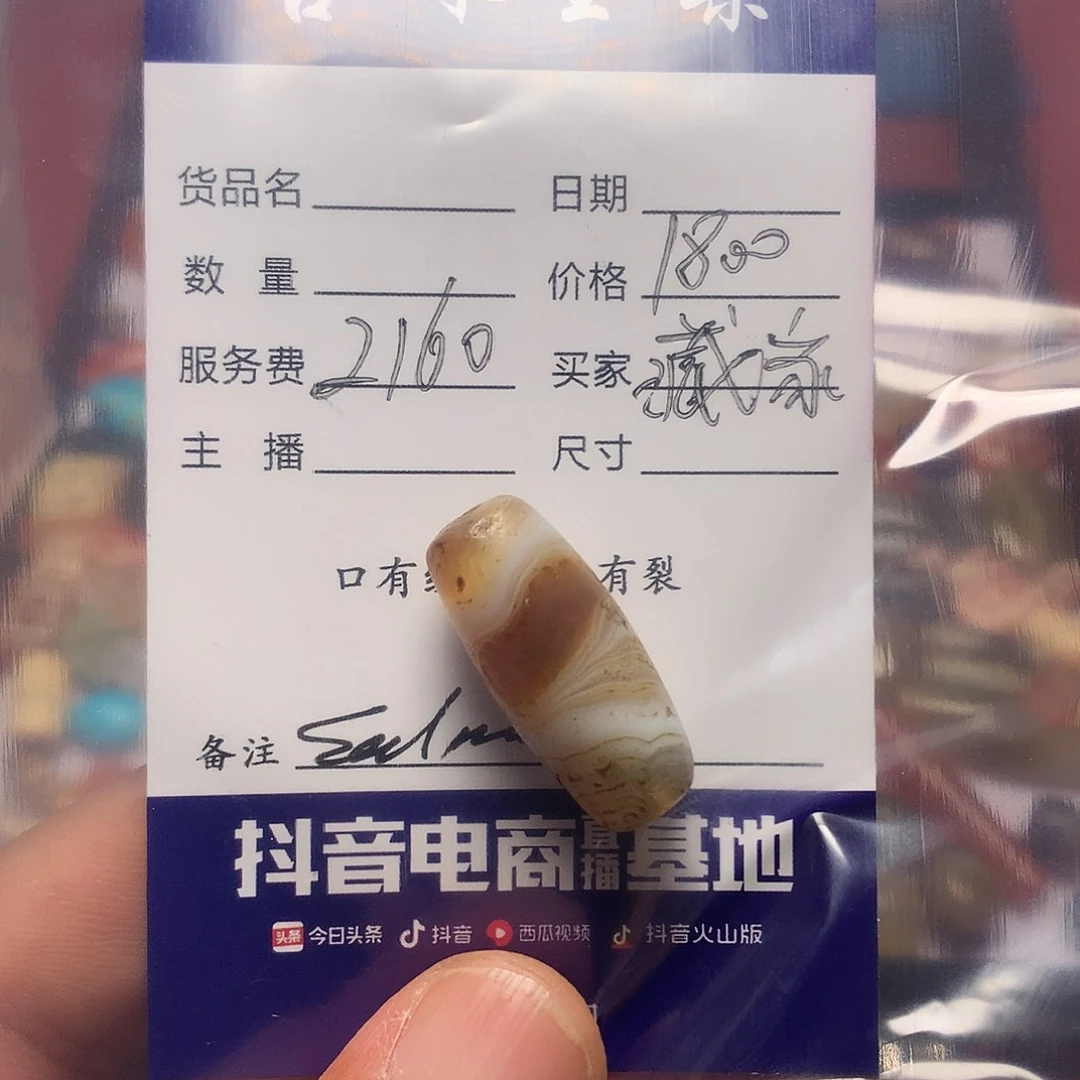 货品名 日期
数 量 价格 1800
服务费 2160 买家 藏家
主 播 尺寸
口有 有裂
备注
抖音电商直播基地
头条 今日头条 抖音 西瓜视频 抖音火山版